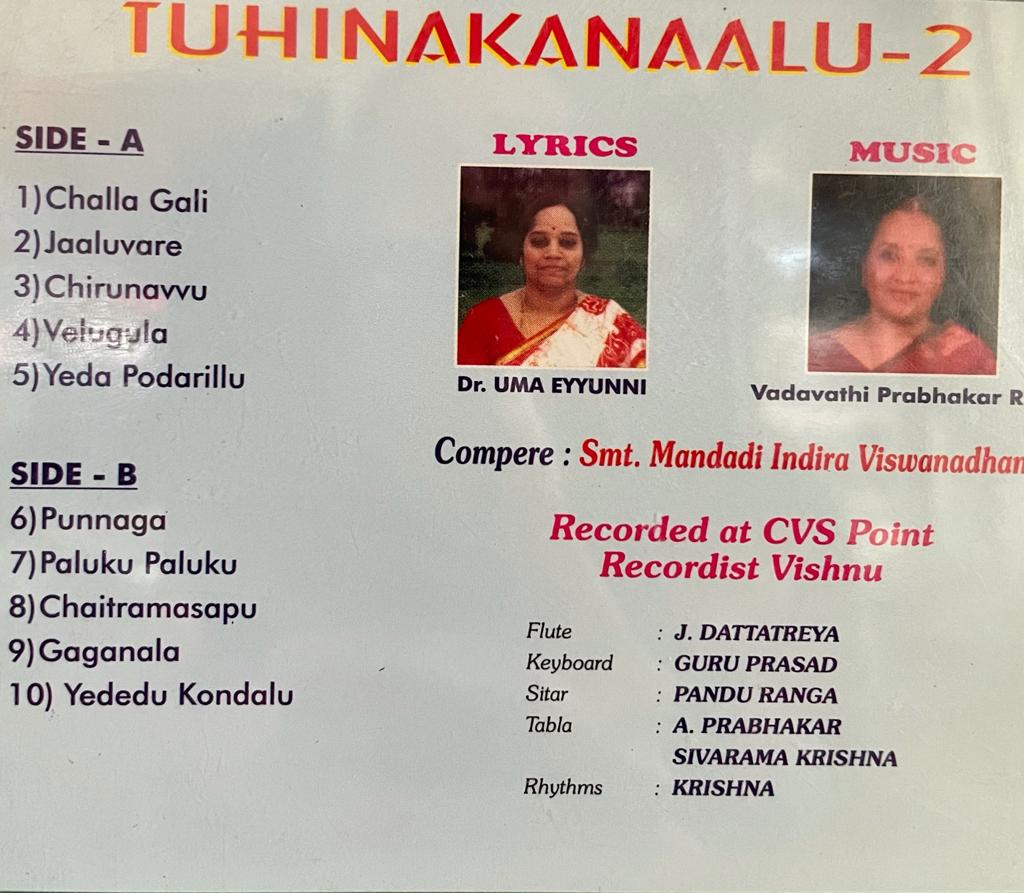 TUHINAKANAALU-2
SIDE - A
1)Challa Gali
2)Jaaluvare
3)Chirunavvu
4)Velugula
5)Yeda Podarillu
SIDE - B
6)Punnaga
7)Paluku Paluku
8)Chaitramasapu
9)Gaganala
10) Yededu Kondalu
LYRICS
Dr. UMA EYYUNNI
MUSIC
Vadavathi Prabhakar R
Compere : Smt. Mandadi Indira Viswanadhan
Recorded at CVS Point
Recordist Vishnu
Flute : J. DATTATREYA
Keyboard : GURU PRASAD
Sitar : PANDU RANGA
Tabla : A. PRABHAKAR
SIVARAMA KRISHNA
Rhythms : KRISHNA